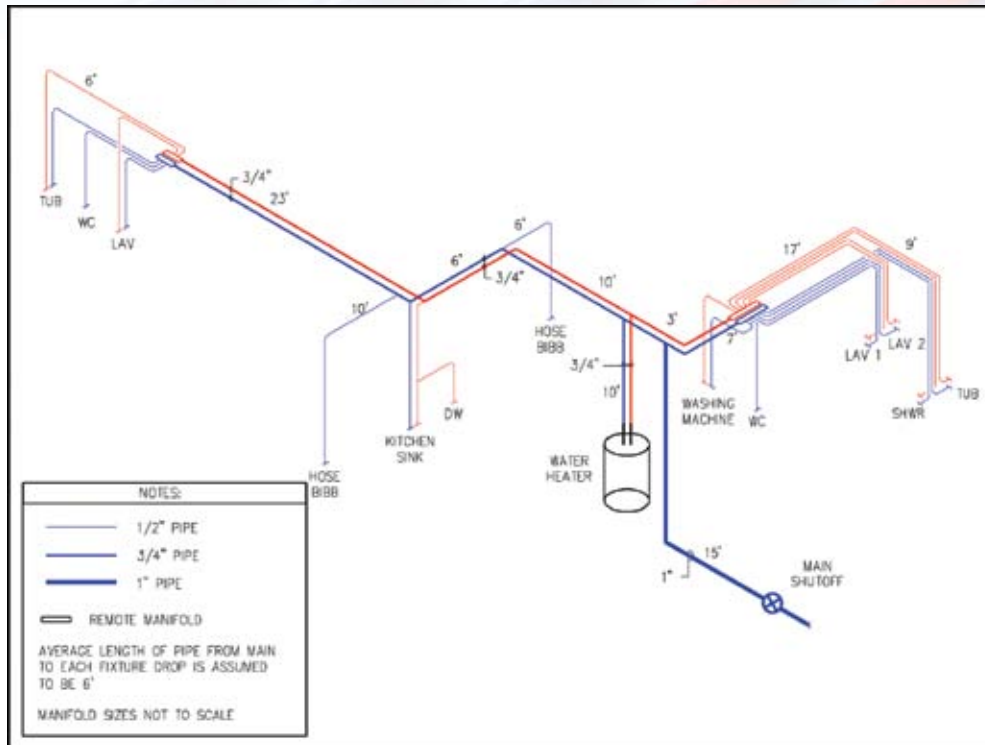 6'
3/4"
23'
TUB
WC
LAV
6'
6'
3/4"
10'
10'
HOSE
BIBB
17'
9'
3'
7'
3/4"
10'
LAV 1
LAV 2
WASHING
MACHINE
WC
SHWR
TUB
DW
KITCHEN
SINK
HOSE
BIBB
WATER
HEATER
15'
1"
MAIN
SHUTOFF
NOTES:
1/2" PIPE
3/4" PIPE
1" PIPE
REMOTE MANIFOLD
AVERAGE LENGTH OF PIPE FROM MAIN
TO EACH FIXTURE DROP IS ASSUMED
TO BE 6'
MANIFOLD SIZES NOT TO SCALE